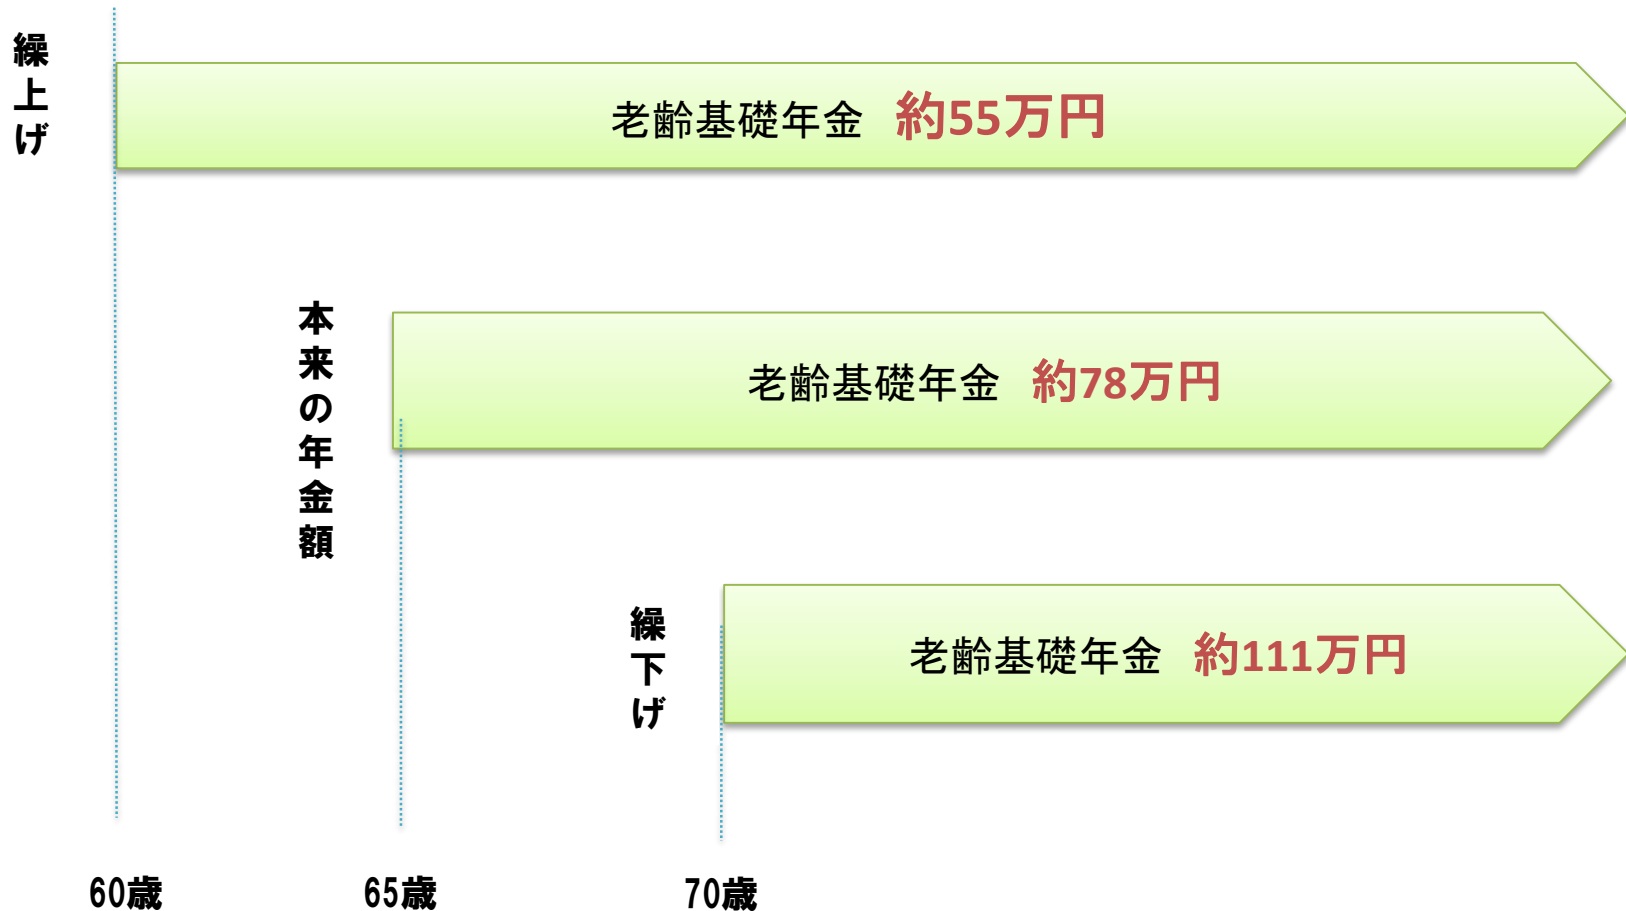 繰上げ
老齢基礎年金 約55万円
本来の年金額
老齢基礎年金 約78万円
繰下げ
老齢基礎年金 約111万円
60歳
65歳
70歳